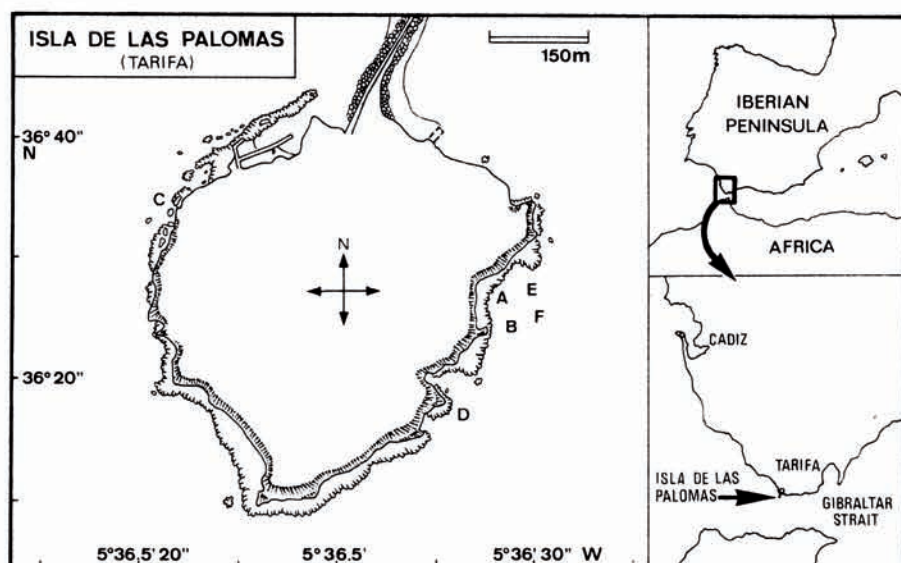 ISLA DE LAS PALOMAS
(TARIFA)
150m
36° 40"
N
C
N
A
E
B
F
D
36° 20"
5° 36,5' 20"
5° 36,5'
5° 36' 30" W
IBERIAN
PENINSULA
AFRICA
CADIZ
TARIFA
ISLA DE LAS
PALOMAS
GIBRALTAR
STRAIT